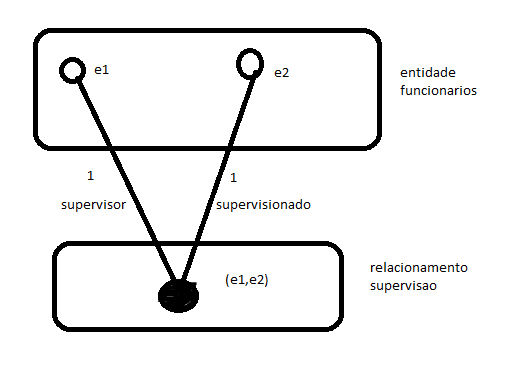 e1
e2
entidade
funcionarios
1
1
supervisor
supervisionado
(e1,e2)
relacionamento
supervisao